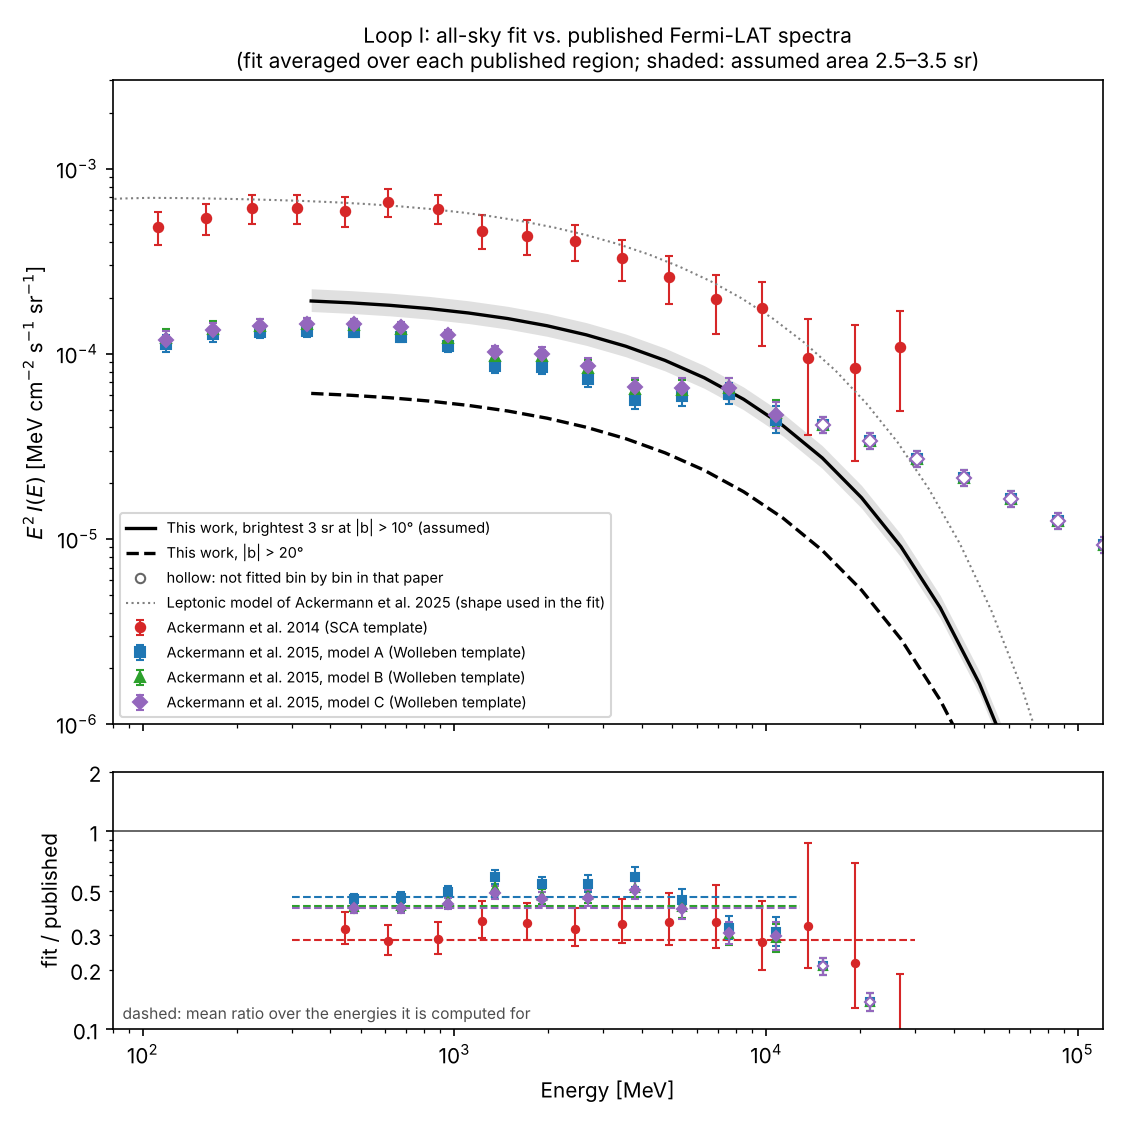 Loop I: all-sky fit vs. published Fermi-LAT spectra
(fit averaged over each published region; shaded: assumed area 2.5–3.5 sr)
E² I(E) [MeV cm⁻² s⁻¹ sr⁻¹]
10⁻³
10⁻⁴
10⁻⁵
10⁻⁶
This work, brightest 3 sr at |b| > 10° (assumed)
This work, |b| > 20°
hollow: not fitted bin by bin in that paper
Leptonic model of Ackermann et al. 2025 (shape used in the fit)
Ackermann et al. 2014 (SCA template)
Ackermann et al. 2015, model A (Wolleben template)
Ackermann et al. 2015, model B (Wolleben template)
Ackermann et al. 2015, model C (Wolleben template)
fit / published
2
1
0.5
0.3
0.2
0.1
dashed: mean ratio over the energies it is computed for
10² 10³ 10⁴ 10⁵
Energy [MeV]